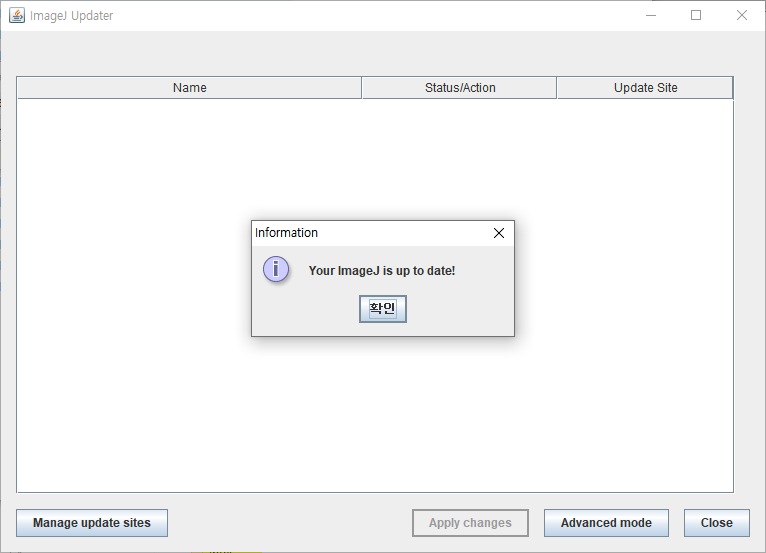 ImageJ Updater
Name Status/Action Update Site
Information
i
Your ImageJ is up to date!
확인
Manage update sites Apply changes Advanced mode Close